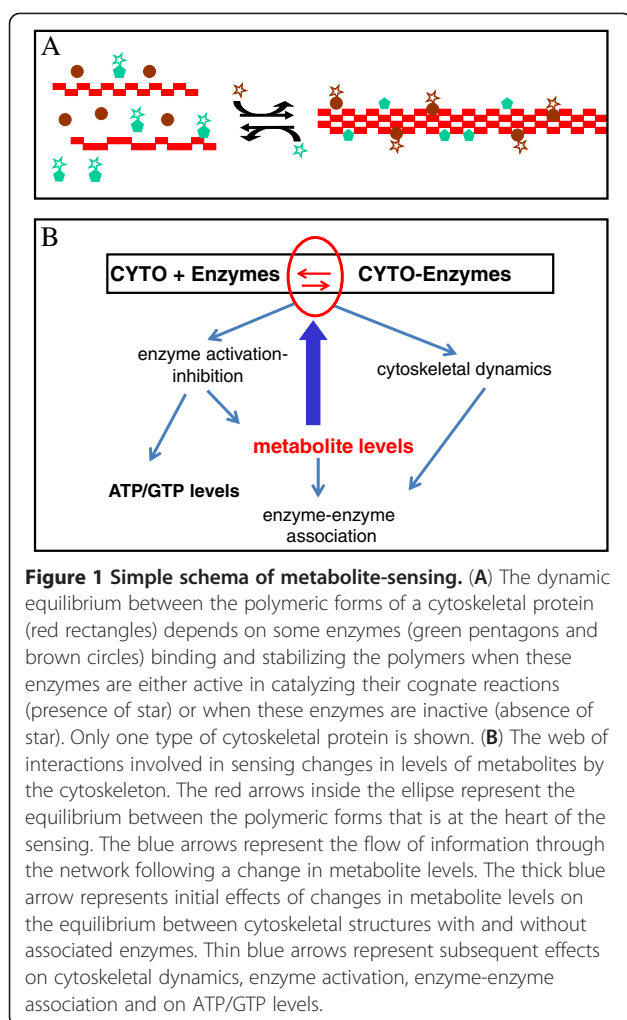 A
B
CYTO + Enzymes CYTO-Enzymes
enzyme activation-
inhibition
cytoskeletal dynamics
metabolite levels
ATP/GTP levels
enzyme-enzyme
association
Figure 1 Simple schema of metabolite-sensing. (A) The dynamic
equilibrium between the polymeric forms of a cytoskeletal protein
(red rectangles) depends on some enzymes (green pentagons and
brown circles) binding and stabilizing the polymers when these
enzymes are either active in catalyzing their cognate reactions
(presence of star) or when these enzymes are inactive (absence of
star). Only one type of cytoskeletal protein is shown. (B) The web of
interactions involved in sensing changes in levels of metabolites by
the cytoskeleton. The red arrows inside the ellipse represent the
equilibrium between the polymeric forms that is at the heart of the
sensing. The blue arrows represent the flow of information through
the network following a change in metabolite levels. The thick blue
arrow represents initial effects of changes in metabolite levels on
the equilibrium between cytoskeletal structures with and without
associated enzymes. Thin blue arrows represent subsequent effects
on cytoskeletal dynamics, enzyme activation, enzyme-enzyme
association and on ATP/GTP levels.